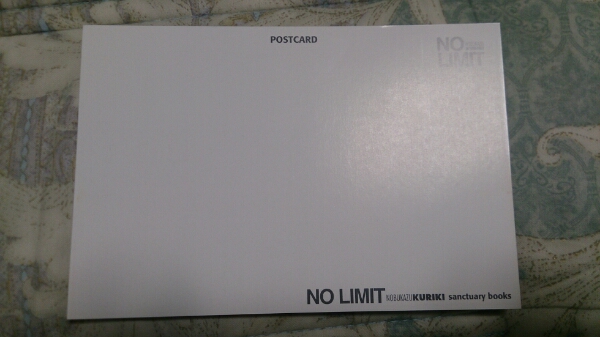 POSTCARD
NO
LIMIT
NO LIMIT NOBUKAZU KURIKI sanctuary books